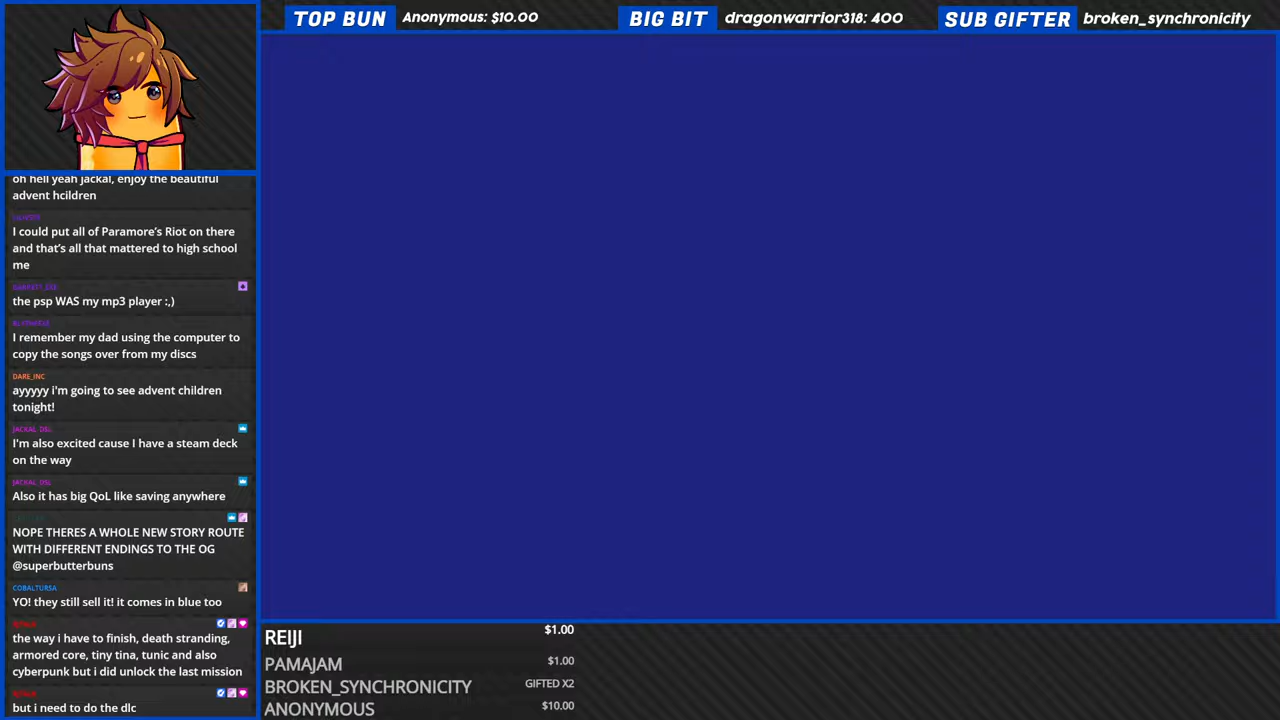 TOP BUN Anonymous: $10.00 BIG BIT dragonwarrior318: 400 SUB GIFTER broken_synchronicity
oh hell yeah jackal, enjoy the beautiful
advent hcildren
I could put all of Paramore's Riot on there
and that's all that mattered to high school
me
the psp WAS my mp3 player :,)
I remember my dad using the computer to
copy the songs over from my discs
DARE_INC
ayyyyy i'm going to see advent children
tonight!
JACKAL_DSL
I'm also excited cause I have a steam deck
on the way
JACKAL_DSL
Also it has big QoL like saving anywhere
NOPE THERES A WHOLE NEW STORY ROUTE
WITH DIFFERENT ENDINGS TO THE OG
@superbutterbuns
COBALTURSA
YO! they still sell it! it comes in blue too
the way i have to finish, death stranding,
armored core, tiny tina, tunic and also
cyberpunk but i did unlock the last mission
but i need to do the dlc
REIJI $1.00
PAMAJAM $1.00
BROKEN_SYNCHRONICITY GIFTED X2
ANONYMOUS $10.00